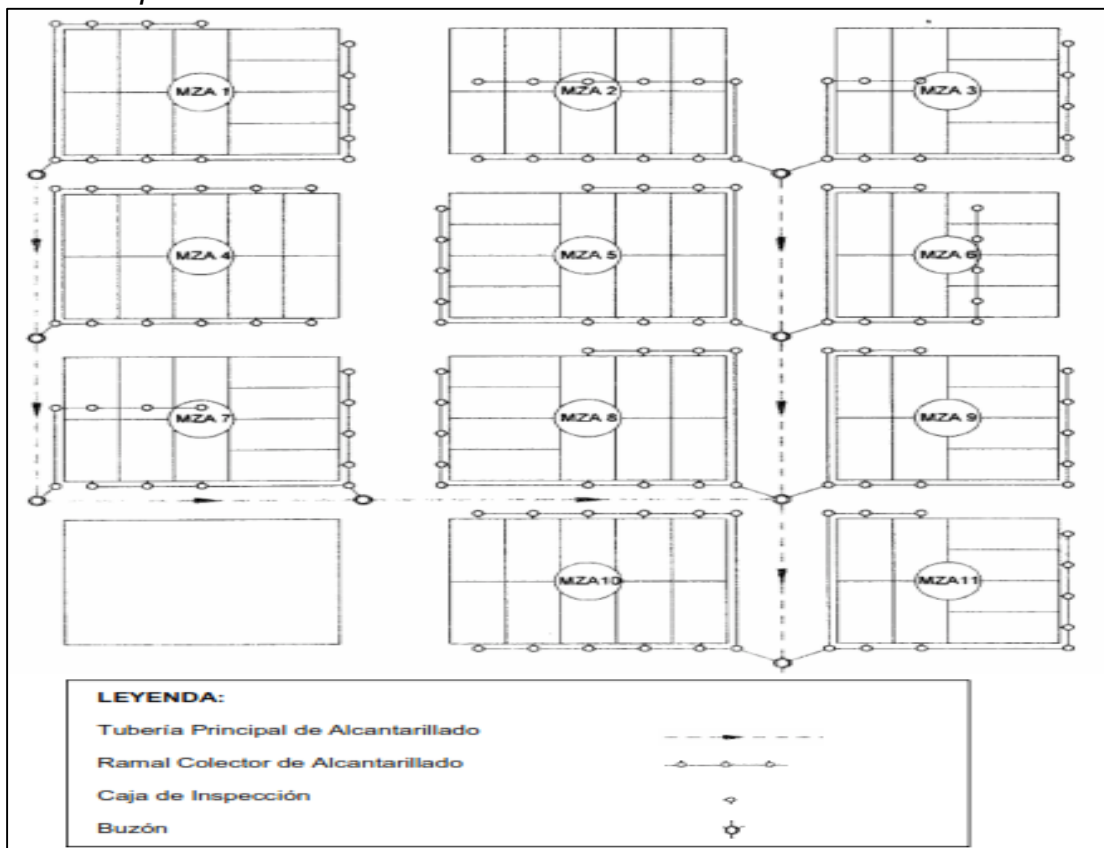 MZA 1
MZA 2
MZA 3
MZA 4
MZA 5
MZA 6
MZA 7
MZA 8
MZA 9
MZA10
MZA11
LEYENDA:
Tubería Principal de Alcantarillado
Ramal Colector de Alcantarillado
Caja de Inspección
Buzón